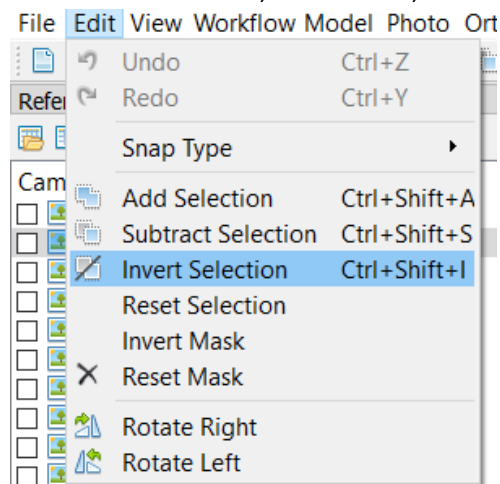 File Edit View Workflow Model Photo Ort
Undo Ctrl+Z
Refer
Redo Ctrl+Y
Snap Type
Cam
Add Selection Ctrl+Shift+A
Subtract Selection Ctrl+Shift+S
Invert Selection Ctrl+Shift+I
Reset Selection
Invert Mask
Reset Mask
Rotate Right
Rotate Left